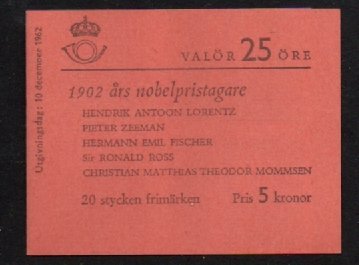 Utgivningsdag: 10 december 1962
VALÖR 25 ÖRE
1902 års nobelpristagare
HENDRIK ANTOON LORENTZ
PIETER ZEEMAN
HERMANN EMIL FISCHER
Sir RONALD ROSS
CHRISTIAN MATTHIAS THEODOR MOMMSEN
20 stycken frimärken Pris 5 kronor